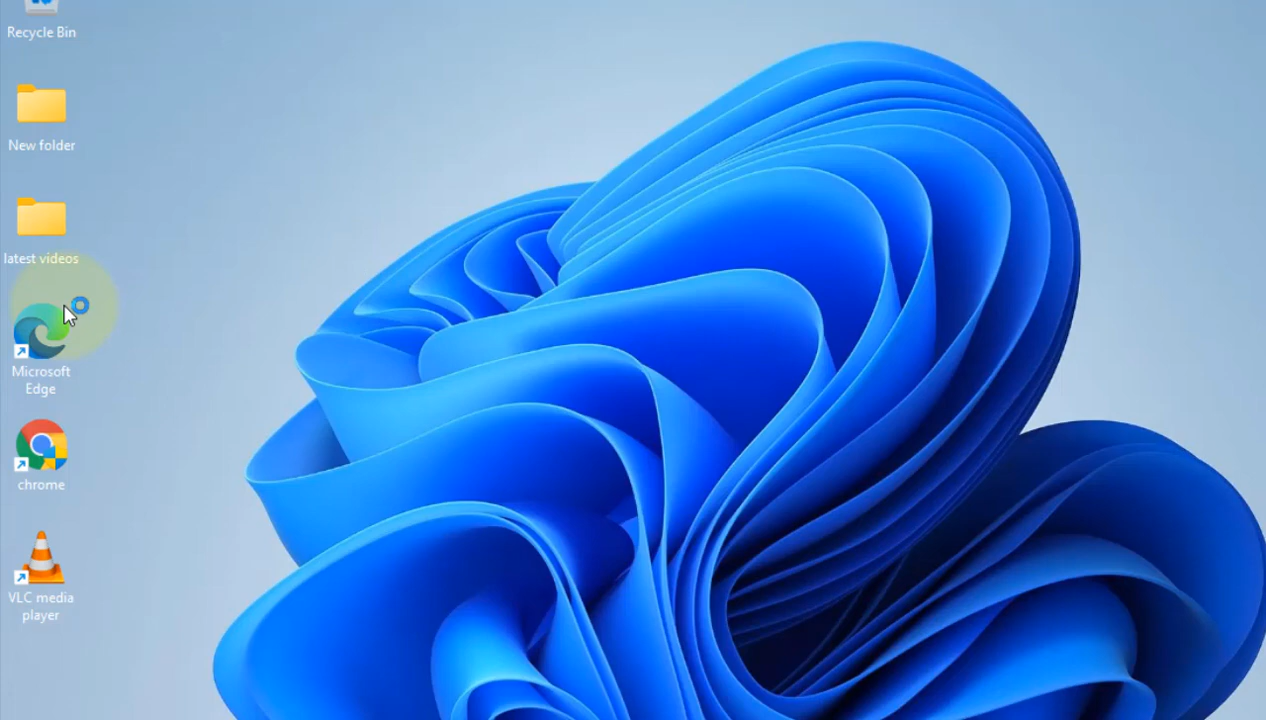 Recycle Bin
New folder
latest videos
Microsoft
Edge
chrome
VLC media
player